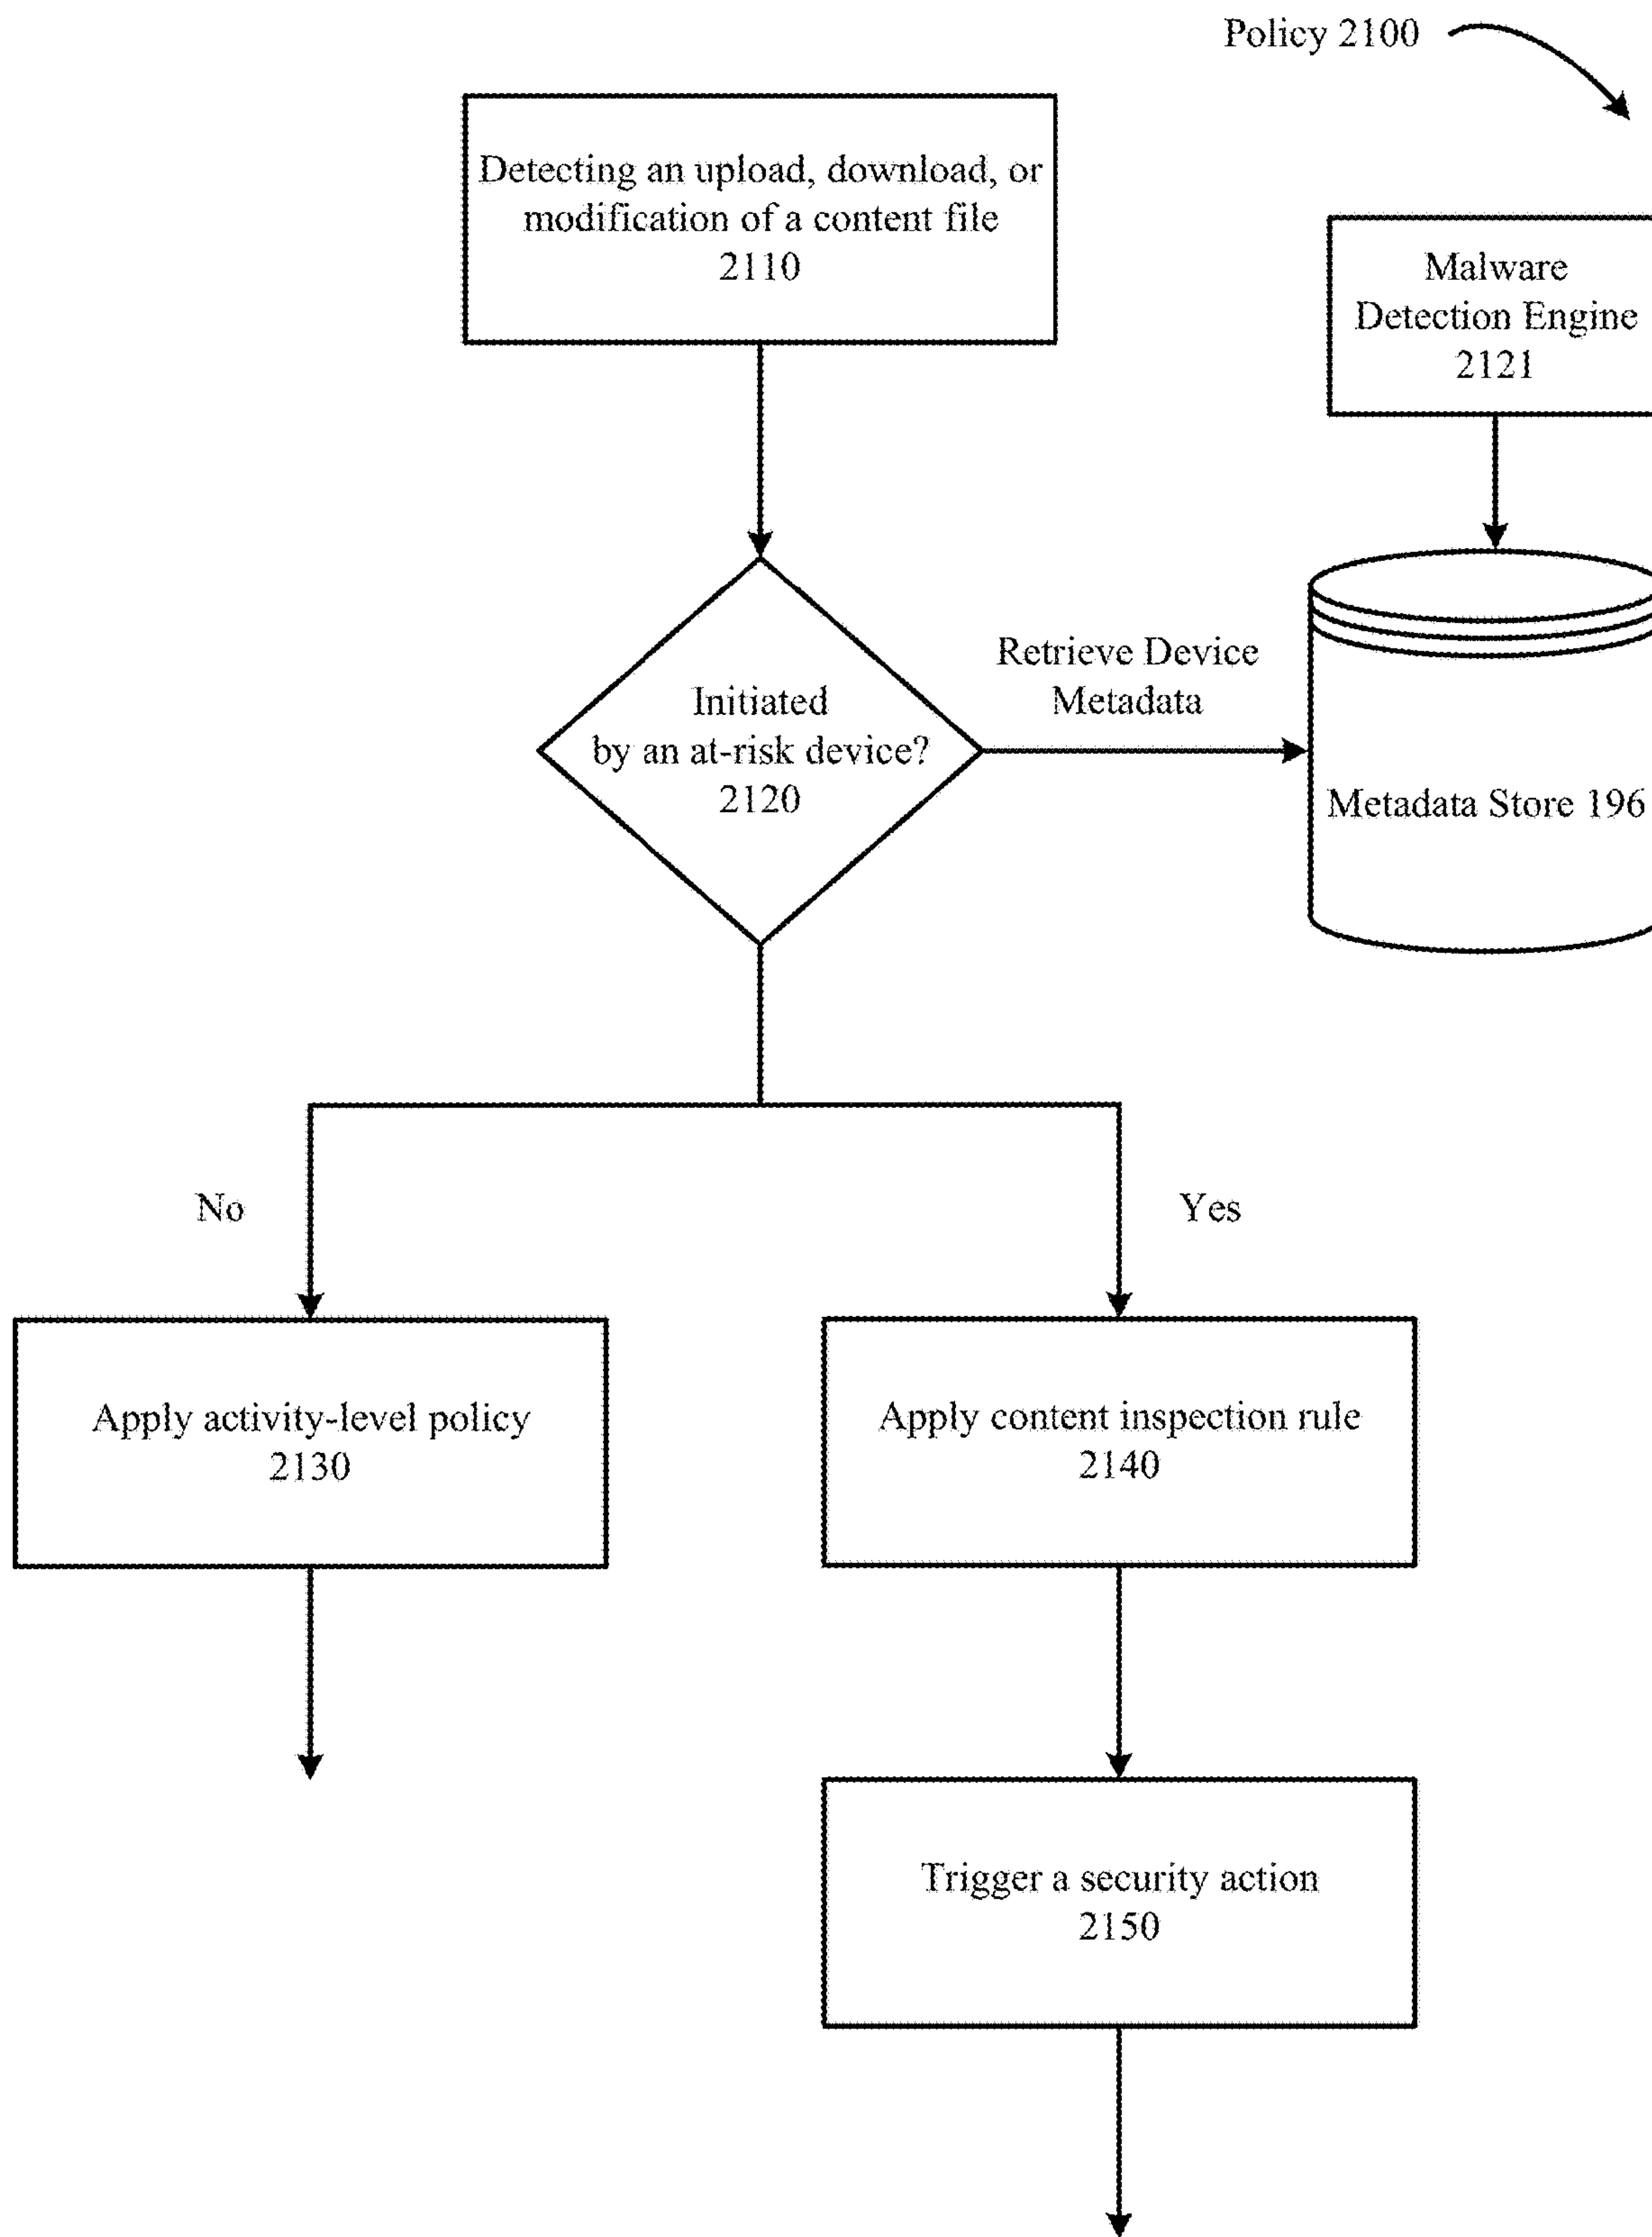 Policy 2100
Detecting an upload, download, or
modification of a content file
2110
Malware
Detection Engine
2121
Retrieve Device
Metadata
Initiated
by an at-risk device?
2120
Metadata Store 196
No
Yes
Apply activity-level policy
2130
Apply content inspection rule
2140
Trigger a security action
2150